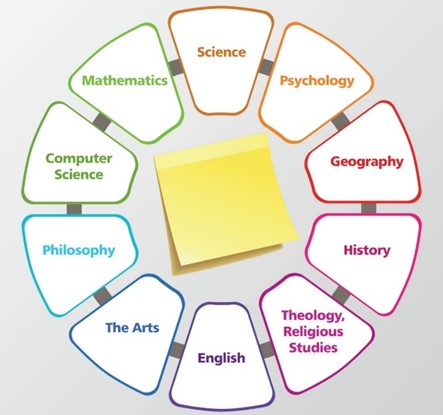 Science
Psychology
Geography
History
Theology,
Religious
Studies
English
The Arts
Philosophy
Computer
Science
Mathematics